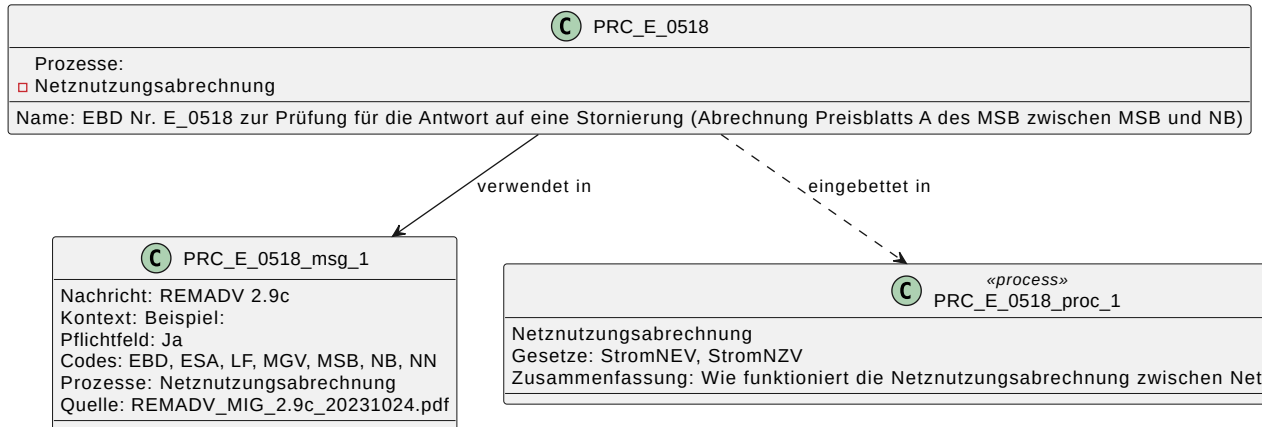 C PRC_E_0518
Prozesse:
Netznutzungsabrechnung
Name: EBD Nr. E_0518 zur Prüfung für die Antwort auf eine Stornierung (Abrechnung Preisblatts A des MSB zwischen MSB und NB)
verwendet in
eingebettet in
C PRC_E_0518_msg_1
Nachricht: REMADV 2.9c
Kontext: Beispiel:
Pflichtfeld: Ja
Codes: EBD, ESA, LF, MGV, MSB, NB, NN
Prozesse: Netznutzungsabrechnung
Quelle: REMADV_MIG_2.9c_20231024.pdf
C «process»
PRC_E_0518_proc_1
Netznutzungsabrechnung
Gesetze: StromNEV, StromNZV
Zusammenfassung: Wie funktioniert die Netznutzungsabrechnung zwischen Net